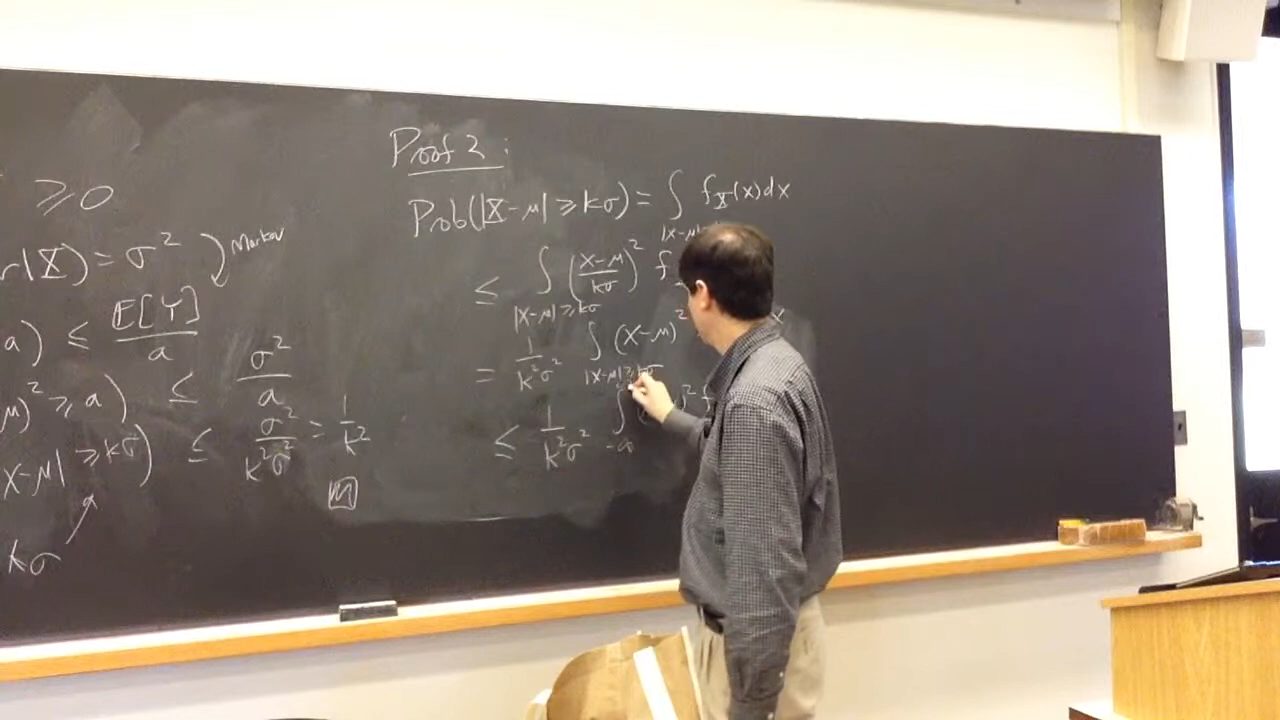 ≥0
r(X) = σ² Markov
a) ≤ E[Y]/a
μ)² ≥ a) ≤ σ²/a
X-μ| ≥ kσ) ≤ σ²/k²σ² = 1/k²
kσ
Proof 2:
Prob(|X-μ| ≥ kσ) = ∫ f_X(x)dx
|x-μ|
≤ ∫ ((x-μ)/kσ)² f
|x-μ| ≥ kσ
= 1/k²σ² ∫ (x-μ)² x
|x-μ| ≥ kσ
≤ 1/k²σ² ∫ ( )² f
-∞